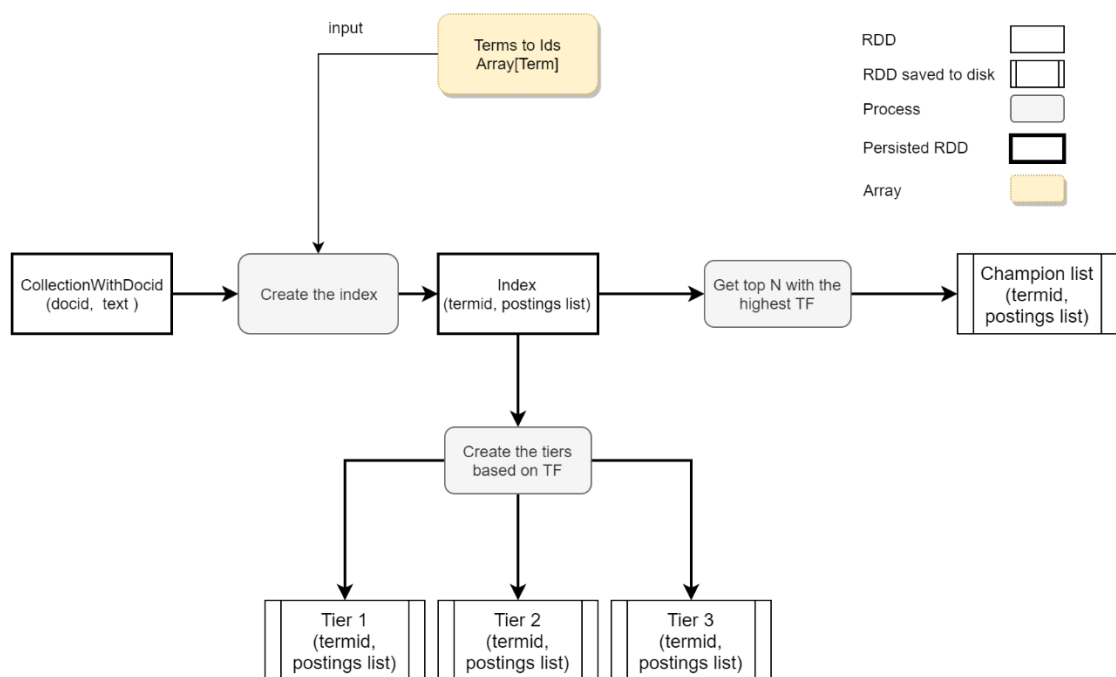 input
Terms to Ids
Array[Term]
RDD
RDD saved to disk
Process
Persisted RDD
Array
CollectionWithDocid
(docid, text )
Create the index
Index
(termid, postings list)
Get top N with the
highest TF
Champion list
(termid,
postings list)
Create the tiers
based on TF
Tier 1
(termid,
postings list)
Tier 2
(termid,
postings list)
Tier 3
(termid,
postings list)